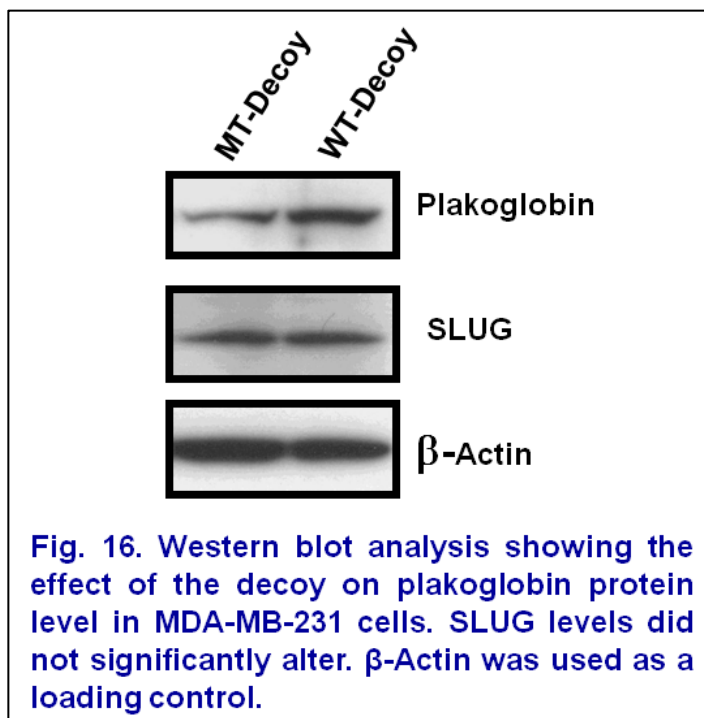 MT-Decoy
WT-Decoy
Plakoglobin
SLUG
β-Actin
Fig. 16. Western blot analysis showing the
effect of the decoy on plakoglobin protein
level in MDA-MB-231 cells. SLUG levels did
not significantly alter. β-Actin was used as a
loading control.